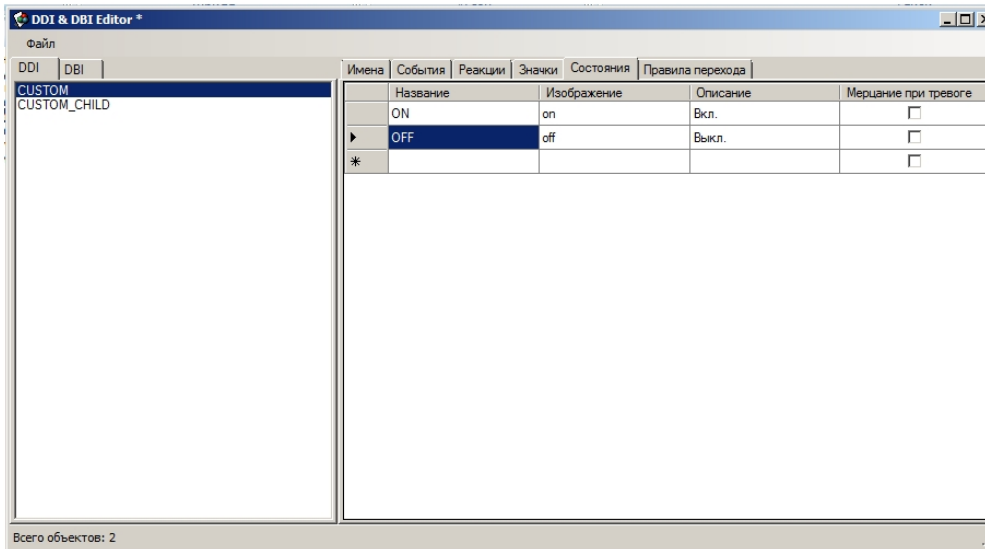 DDI & DBI Editor *
Файл
DDI DBI
Имена События Реакции Значки Состояния Правила перехода
CUSTOM
CUSTOM_CHILD
Название Изображение Описание Мерцание при тревоге
ON on Вкл.
OFF off Выкл.
Всего объектов: 2